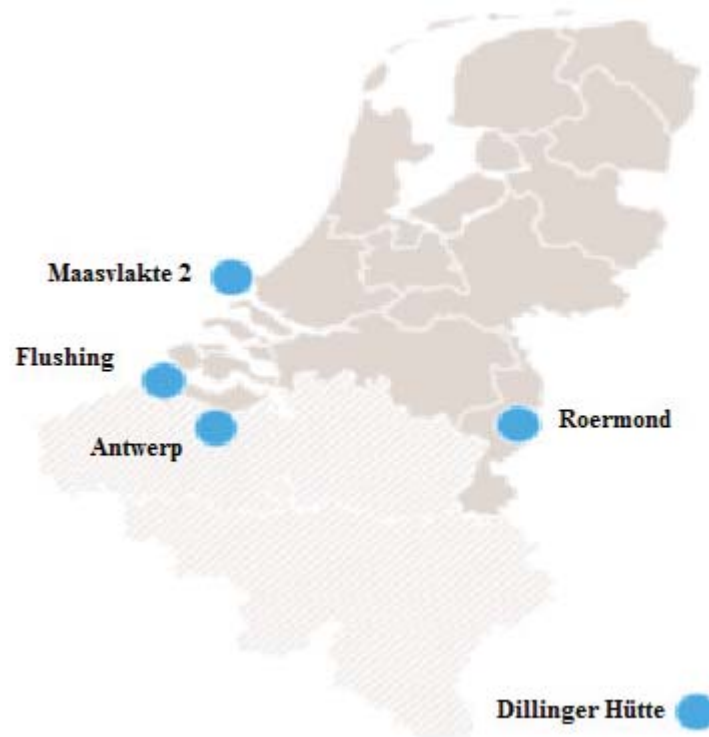 Maasvlakte 2
Flushing
Antwerp
Roermond
Dillinger Hütte